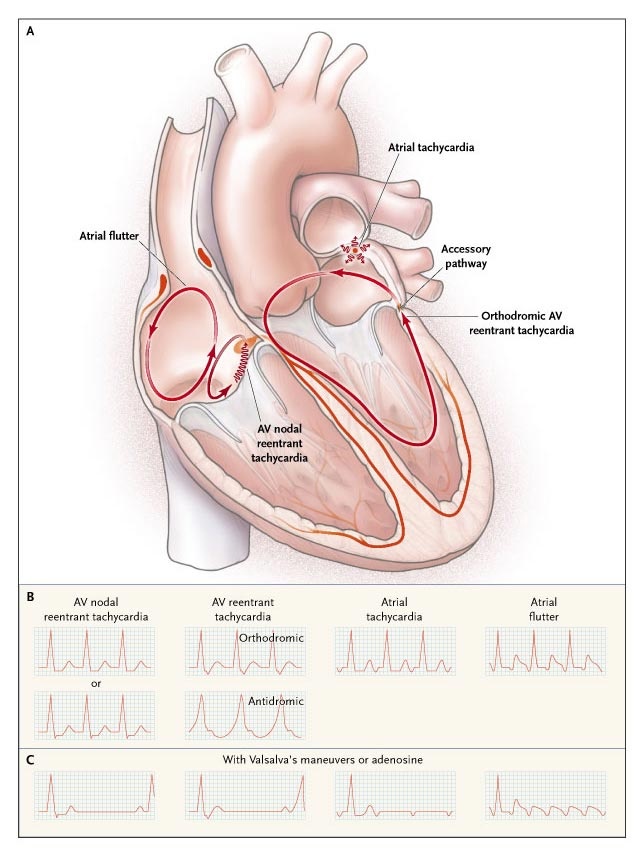 A
Atrial tachycardia
Atrial flutter
Accessory
pathway
Orthodromic AV
reentrant tachycardia
AV nodal
reentrant
tachycardia
B
AV nodal
reentrant tachycardia
AV reentrant
tachycardia
Atrial
tachycardia
Atrial
flutter
Orthodromic
or
Antidromic
C
With Valsalva's maneuvers or adenosine